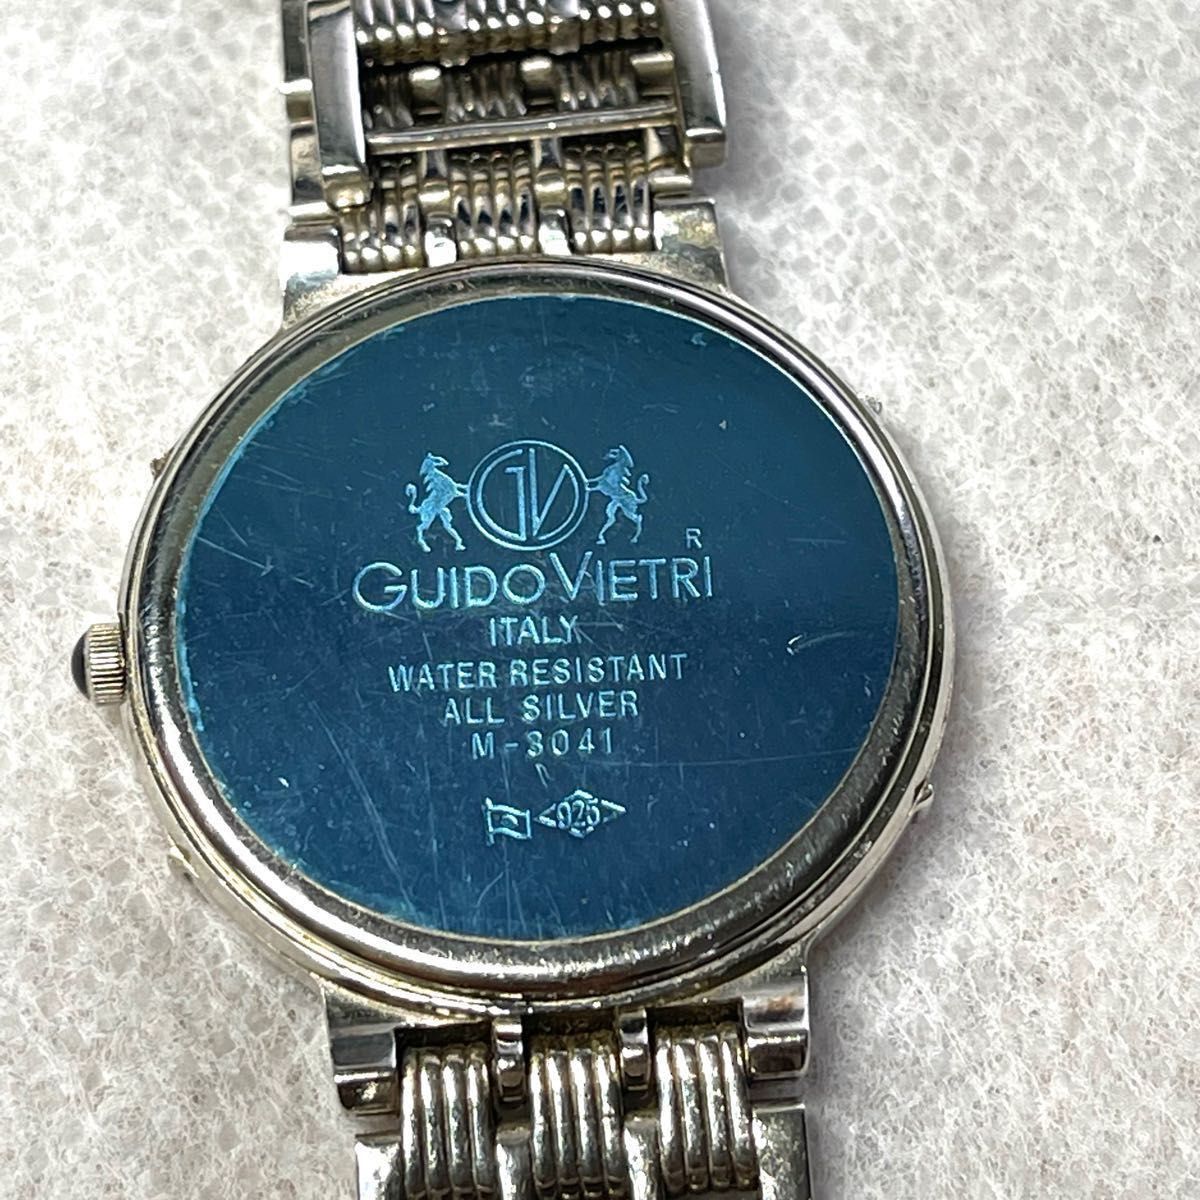 GV
GUIDO VIETRI R
ITALY
WATER RESISTANT
ALL SILVER
M-3041
925